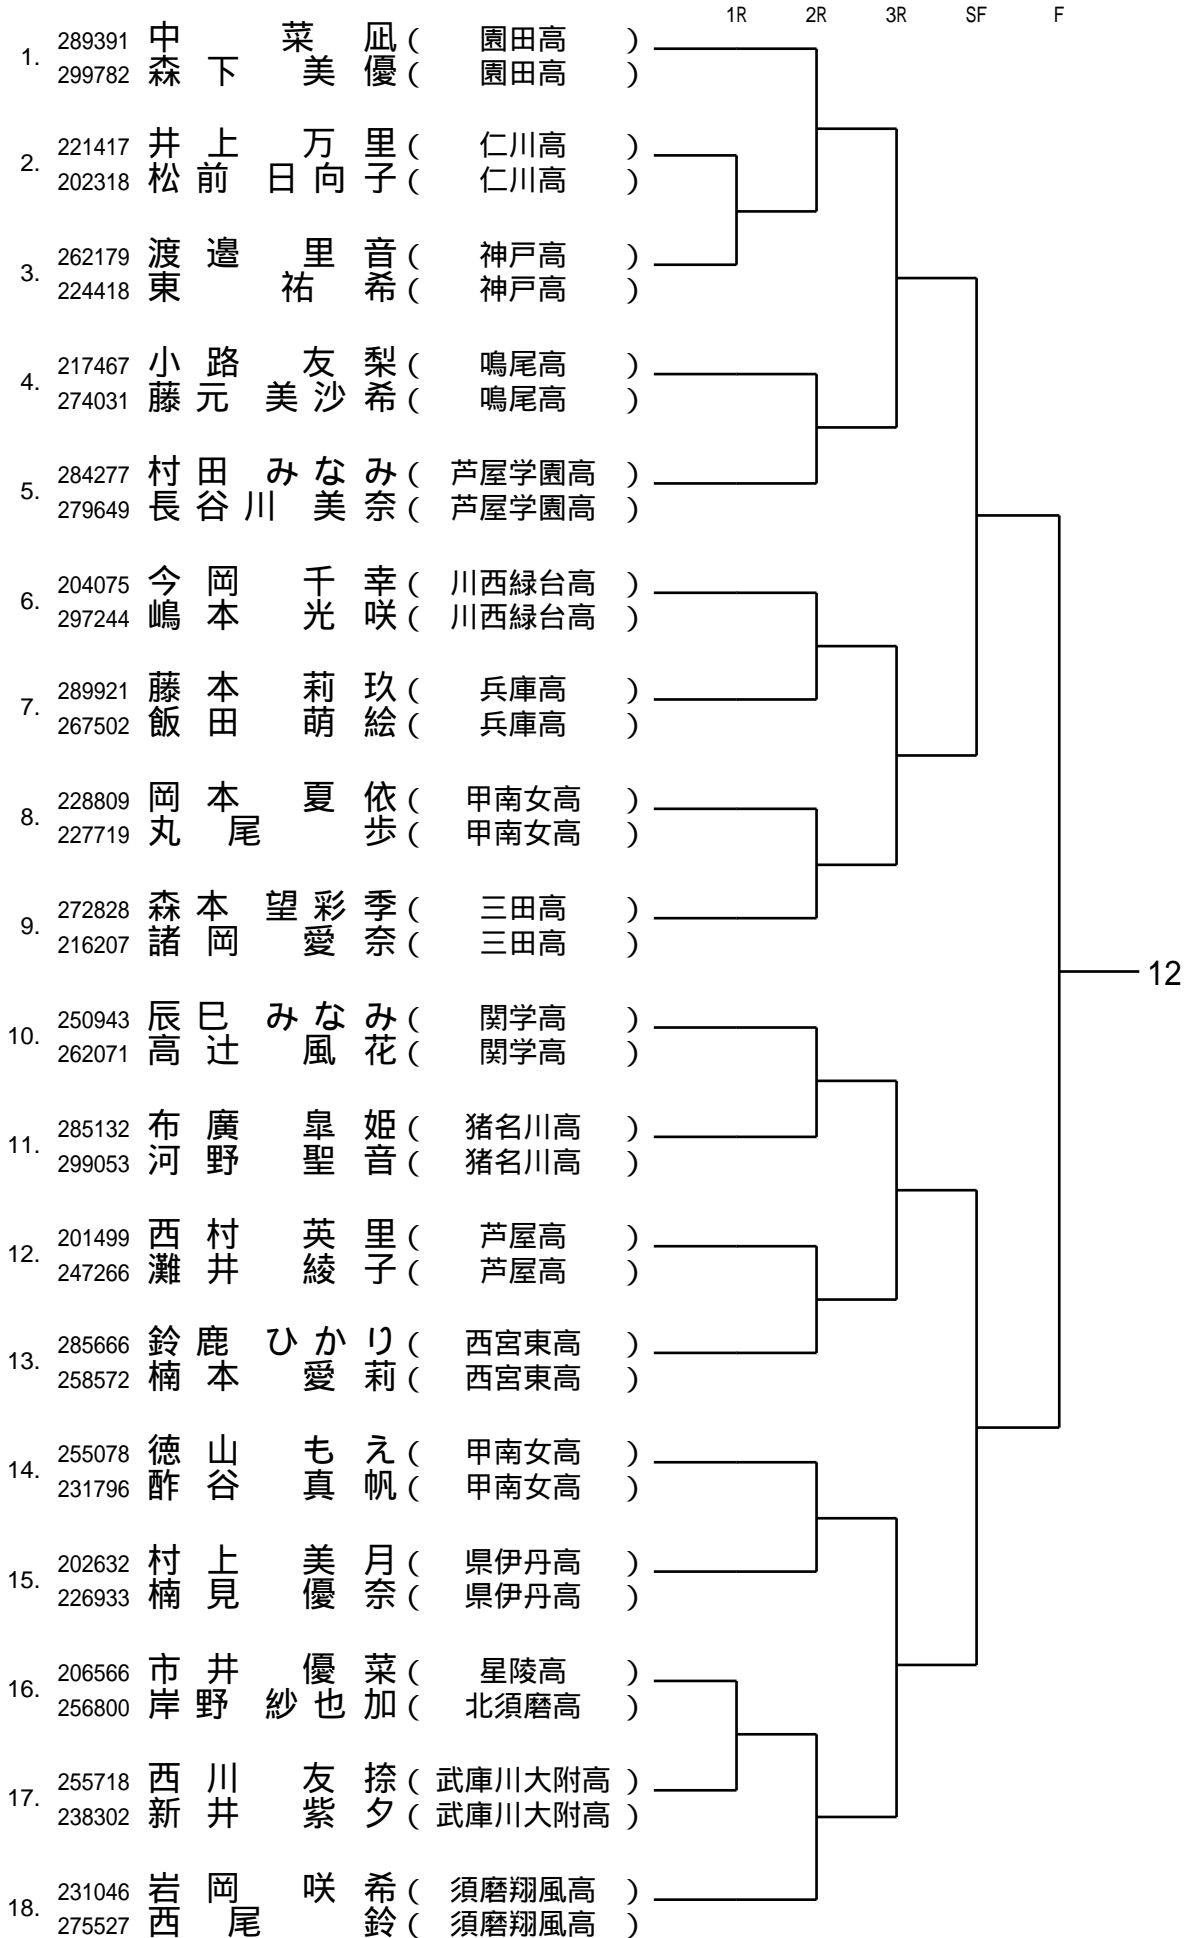 1R 2R 3R SF F
1. 289391 中 菜 凪 ( 園田高 )
299782 森 下 美 優 ( 園田高 )
2. 221417 井 上 万 里 ( 仁川高 )
202318 松 前 日 向 子 ( 仁川高 )
3. 262179 渡 邉 里 音 ( 神戸高 )
224418 東 祐 希 ( 神戸高 )
4. 217467 小 路 友 梨 ( 鳴尾高 )
274031 藤 元 美 沙 希 ( 鳴尾高 )
5. 284277 村 田 み な み ( 芦屋学園高 )
279649 長 谷 川 美 奈 ( 芦屋学園高 )
6. 204075 今 岡 千 幸 ( 川西緑台高 )
297244 嶋 本 光 咲 ( 川西緑台高 )
7. 289921 藤 本 莉 玖 ( 兵庫高 )
267502 飯 田 萌 絵 ( 兵庫高 )
8. 228809 岡 本 夏 依 ( 甲南女高 )
227719 丸 尾 歩 ( 甲南女高 )
9. 272828 森 本 望 彩 季 ( 三田高 )
216207 諸 岡 愛 奈 ( 三田高 )
12
10. 250943 辰 巳 み な み ( 関学高 )
262071 高 辻 風 花 ( 関学高 )
11. 285132 布 廣 皐 姫 ( 猪名川高 )
299053 河 野 聖 音 ( 猪名川高 )
12. 201499 西 村 英 里 ( 芦屋高 )
247266 灘 井 綾 子 ( 芦屋高 )
13. 285666 鈴 鹿 ひ か り ( 西宮東高 )
258572 楠 本 愛 莉 ( 西宮東高 )
14. 255078 徳 山 も え ( 甲南女高 )
231796 酢 谷 真 帆 ( 甲南女高 )
15. 202632 村 上 美 月 ( 県伊丹高 )
226933 楠 見 優 奈 ( 県伊丹高 )
16. 206566 市 井 優 菜 ( 星陵高 )
256800 岸 野 紗 也 加 ( 北須磨高 )
17. 255718 西 川 友 捺 ( 武庫川大附高 )
238302 新 井 紫 夕 ( 武庫川大附高 )
18. 231046 岩 岡 咲 希 ( 須磨翔風高 )
275527 西 尾 鈴 ( 須磨翔風高 )